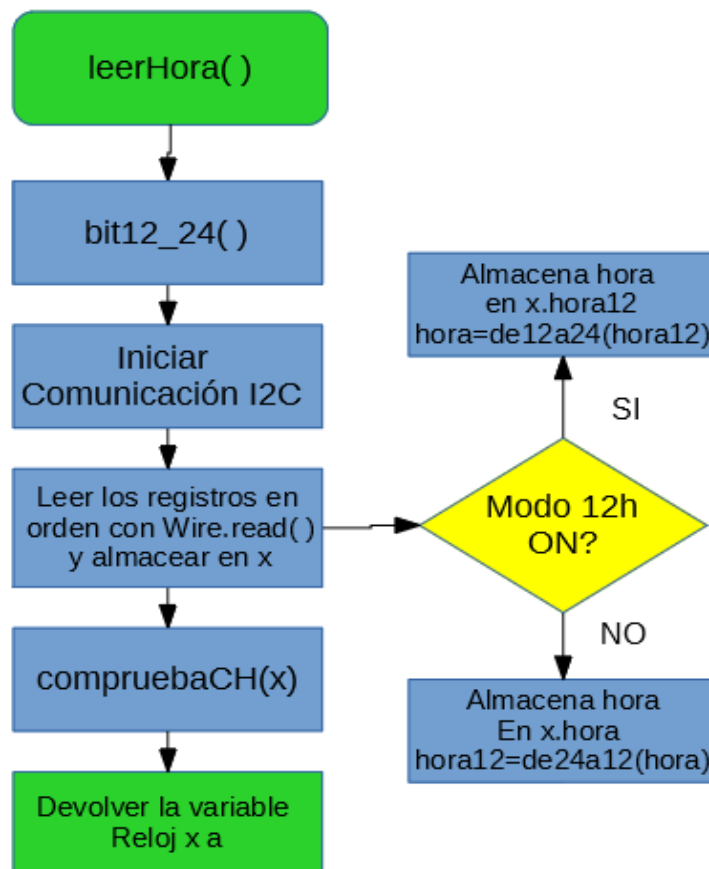 leerHora( )
bit12_24( )
Iniciar
Comunicación I2C
Leer los registros en
orden con Wire.read( )
y almacear en x
compruebaCH(x)
Devolver la variable
Reloj x a
Almacena hora
en x.hora12
hora=de12a24(hora12)
SI
Modo 12h
ON?
NO
Almacena hora
En x.hora
hora12=de24a12(hora)